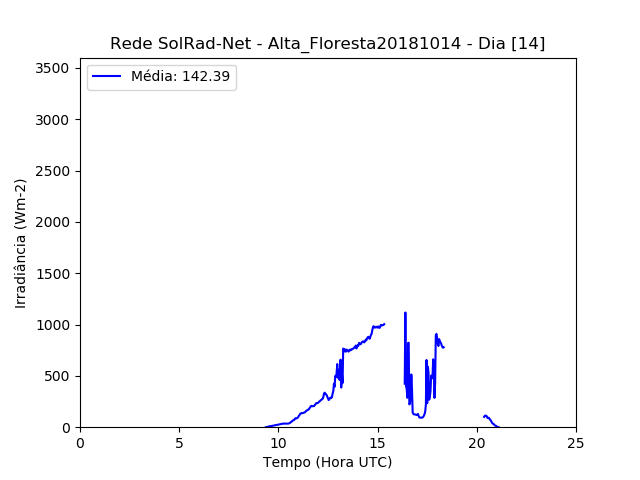 Rede SolRad-Net - Alta_Floresta20181014 - Dia [14]
Média: 142.39
3500
3000
2500
2000
1500
1000
500
0
Irradiância (Wm-2)
0 5 10 15 20 25
Tempo (Hora UTC)